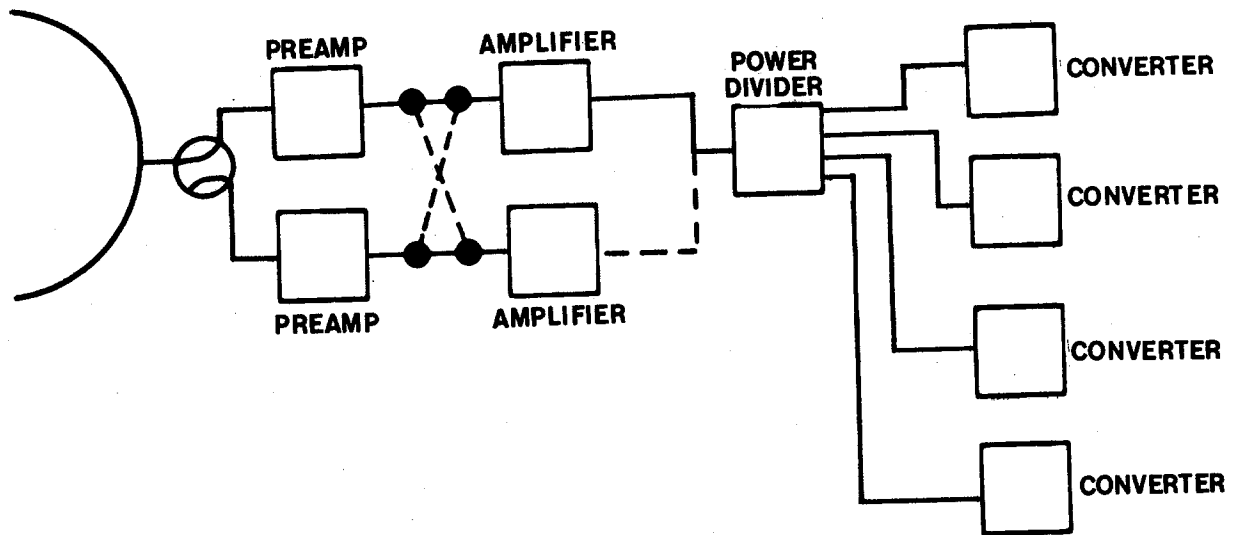 PREAMP
AMPLIFIER
POWER
DIVIDER
CONVERTER
CONVERTER
PREAMP
AMPLIFIER
CONVERTER
CONVERTER